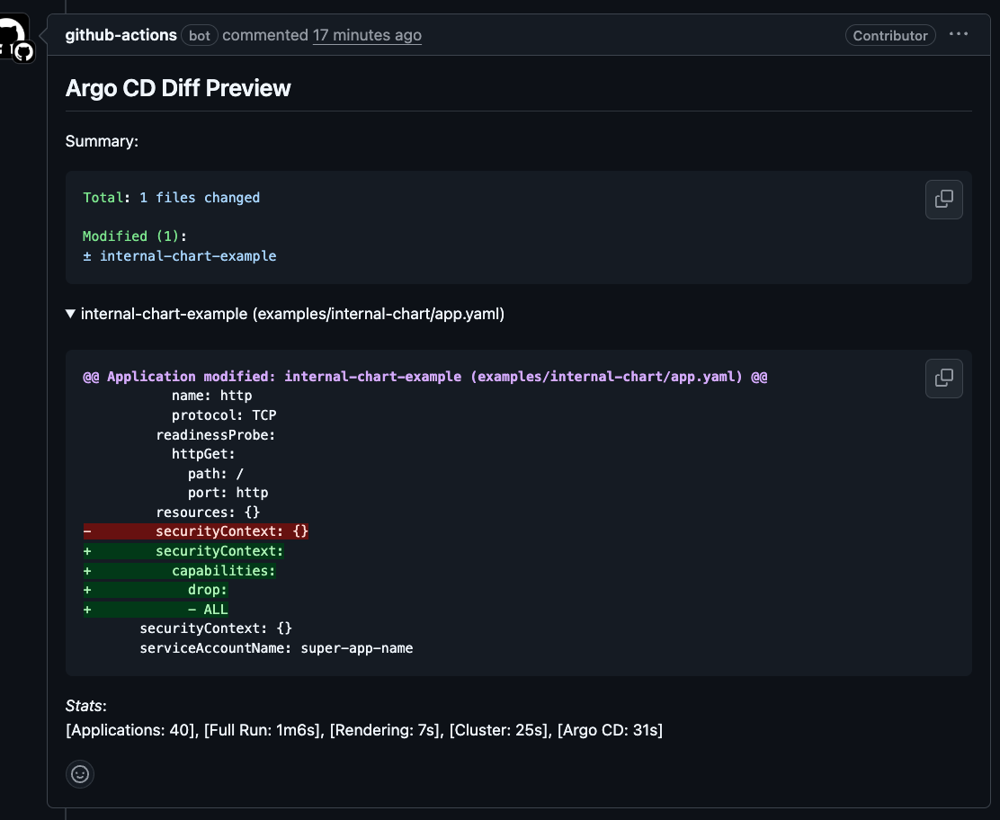 github-actions bot commented 17 minutes ago Contributor ...
Argo CD Diff Preview
Summary:
Total: 1 files changed
Modified (1):
± internal-chart-example
▼ internal-chart-example (examples/internal-chart/app.yaml)
@@ Application modified: internal-chart-example (examples/internal-chart/app.yaml) @@
           name: http
           protocol: TCP
         readinessProbe:
           httpGet:
             path: /
             port: http
         resources: {}
-        securityContext: {}
+        securityContext:
+          capabilities:
+            drop:
+            - ALL
       securityContext: {}
       serviceAccountName: super-app-name
Stats:
[Applications: 40], [Full Run: 1m6s], [Rendering: 7s], [Cluster: 25s], [Argo CD: 31s]